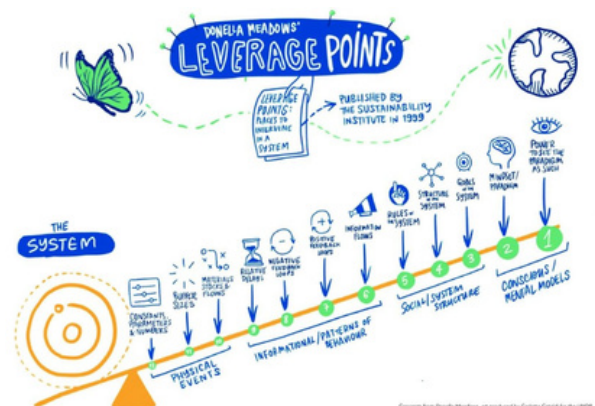 DONELLA MEADOWS'
LEVERAGE POINTS
LEVERAGE
POINTS:
PLACES TO
INTERVENE
IN A
SYSTEM
PUBLISHED BY
THE SUSTAINABILITY
INSTITUTE IN 1999
THE
SYSTEM
CONSTANTS,
PARAMETERS
& NUMBERS
BUFFER
SIZES
MATERIAL
STOCKS &
FLOWS
RELATIVE
DELAYS
NEGATIVE
FEEDBACK
LOOPS
POSITIVE
FEEDBACK
LOOPS
INFORMATION
FLOWS
RULES OF
THE SYSTEM
STRUCTURE
OF THE
SYSTEM
GOALS
OF THE
SYSTEM
MINDSET/
PARADIGM
POWER
TO SEE THE
PARADIGM
AS SUCH
9
8
7
6
5
4
3
2
1
PHYSICAL
EVENTS
INFORMATIONAL/PATTERNS OF
BEHAVIOUR
SOCIAL/SYSTEM
STRUCTURE
CONSCIOUS/
MENTAL MODELS